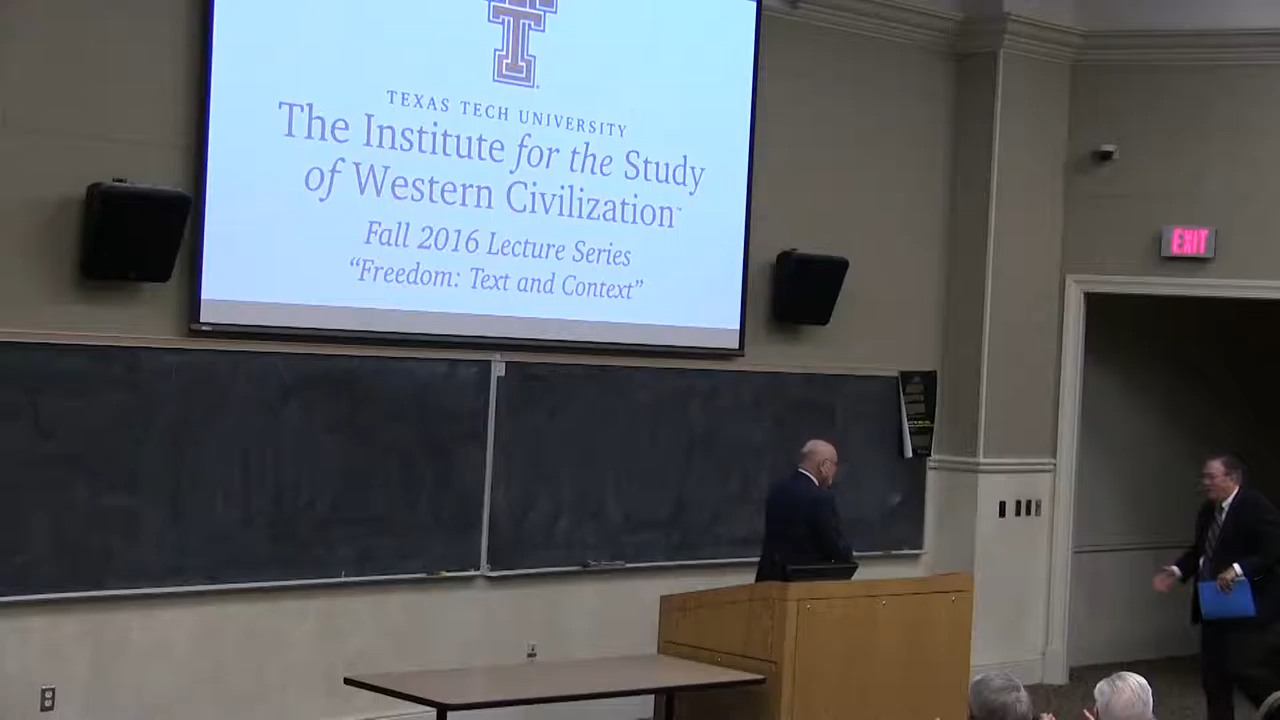 TEXAS TECH UNIVERSITY
The Institute for the Study
of Western Civilization™
Fall 2016 Lecture Series
“Freedom: Text and Context”
EXIT